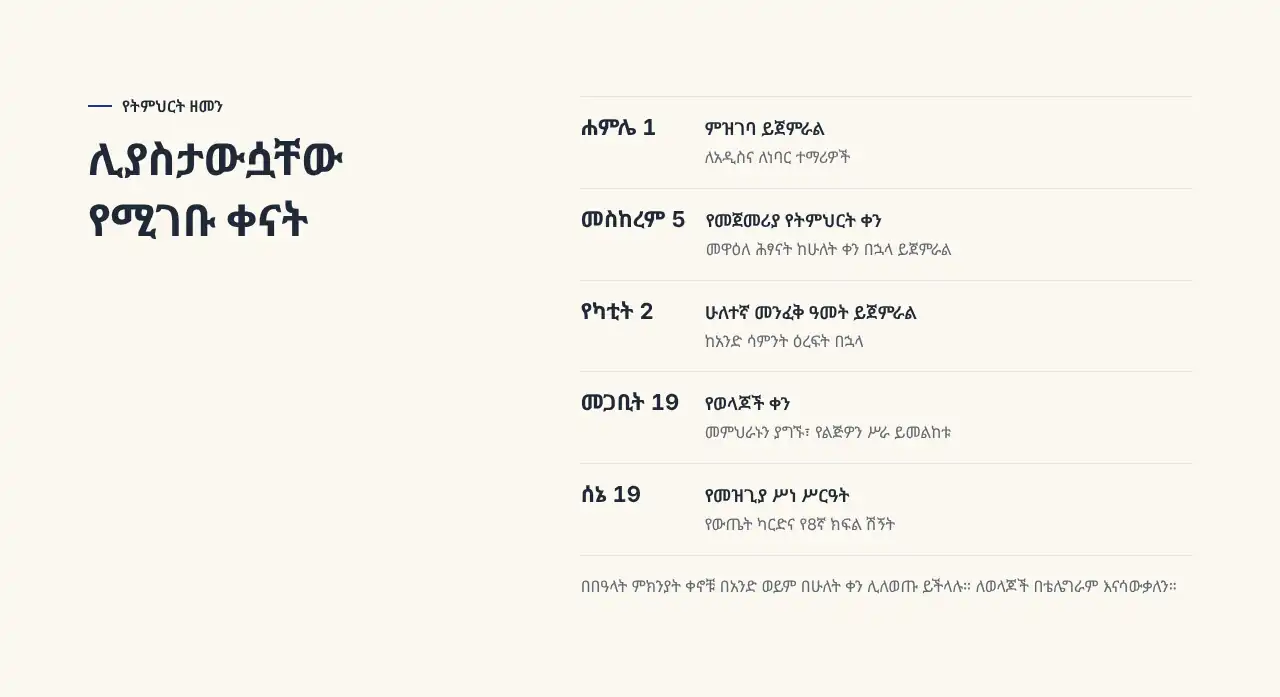 የትምህርት ዘመን
ሊያስታውሷቸው
የሚገቡ ቀናት
ሐምሌ 1
ምዝገባ ይጀምራል
ለአዲስና ለነባር ተማሪዎች
መስከረም 5
የመጀመሪያ የትምህርት ቀን
መዋዕለ ሕፃናት ከሁለት ቀን በኋላ ይጀምራል
የካቲት 2
ሁለተኛ መንፈቅ ዓመት ይጀምራል
ከአንድ ሳምንት ዕረፍት በኋላ
መጋቢት 19
የወላጆች ቀን
መምህራኑን ያግኙ፣ የልጅዎን ሥራ ይመልከቱ
ሰኔ 19
የመዝጊያ ሥነ ሥርዓት
የውጤት ካርድና የ8ኛ ክፍል ሽኝት
በበዓላት ምክንያት ቀኖቹ በአንድ ወይም በሁለት ቀን ሊለወጡ ይችላሉ። ለወላጆች በቴሌግራም እናሳውቃለን።